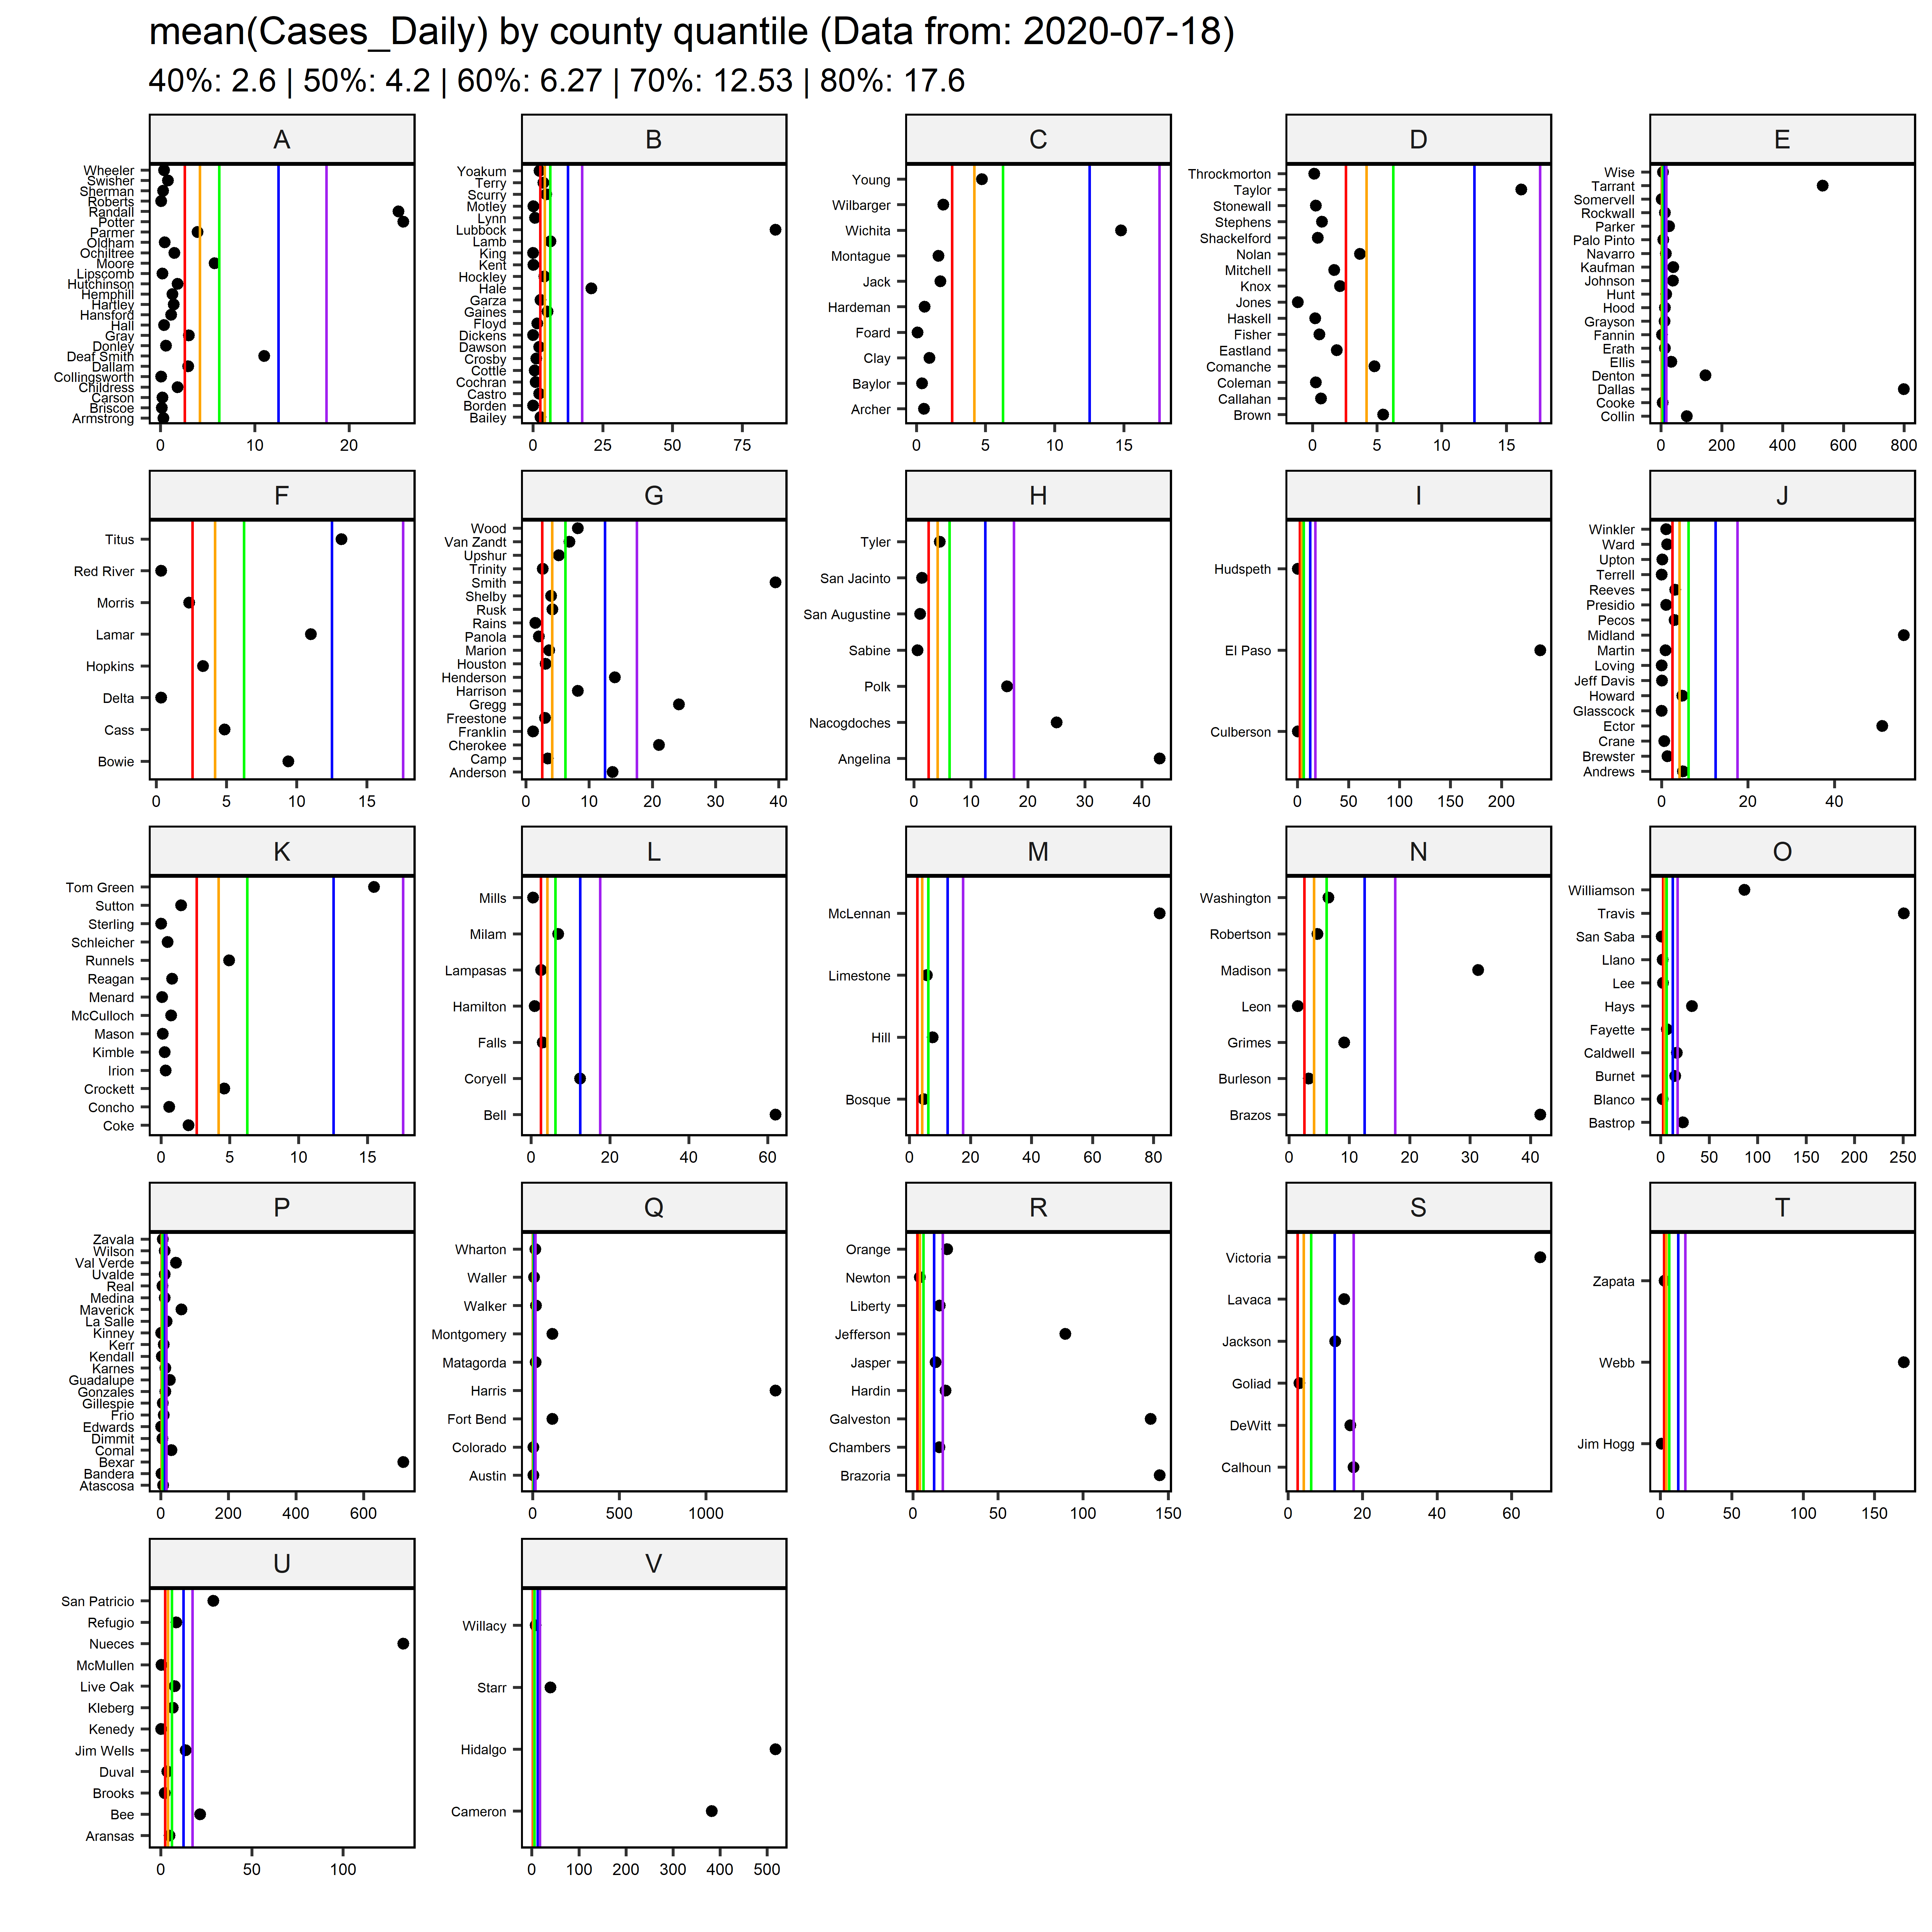 mean(Cases_Daily) by county quantile (Data from: 2020-07-18)
40%: 2.6 | 50%: 4.2 | 60%: 6.27 | 70%: 12.53 | 80%: 17.6
A
Wheeler
Swisher
Sherman
Roberts
Randall
Potter
Parmer
Oldham
Ochiltree
Moore
Lipscomb
Hutchinson
Hemphill
Hartley
Hansford
Hall
Gray
Donley
Deaf Smith
Dallam
Collingsworth
Childress
Carson
Briscoe
Armstrong
0 10 20
B
Yoakum
Terry
Scurry
Motley
Lynn
Lubbock
Lamb
King
Kent
Hockley
Hale
Garza
Gaines
Floyd
Dickens
Dawson
Crosby
Cottle
Cochran
Castro
Borden
Bailey
0 25 50 75
C
Young
Wilbarger
Wichita
Montague
Jack
Hardeman
Foard
Clay
Baylor
Archer
0 5 10 15
D
Throckmorton
Taylor
Stonewall
Stephens
Shackelford
Nolan
Mitchell
Knox
Jones
Haskell
Fisher
Eastland
Comanche
Coleman
Callahan
Brown
0 5 10 15
E
Wise
Tarrant
Somervell
Rockwall
Parker
Palo Pinto
Navarro
Kaufman
Johnson
Hunt
Hood
Grayson
Fannin
Erath
Ellis
Denton
Dallas
Cooke
Collin
0 200 400 600 800
F
Titus
Red River
Morris
Lamar
Hopkins
Delta
Cass
Bowie
0 5 10 15
G
Wood
Van Zandt
Upshur
Trinity
Smith
Shelby
Rusk
Rains
Panola
Marion
Houston
Henderson
Harrison
Gregg
Freestone
Franklin
Cherokee
Camp
Anderson
0 10 20 30 40
H
Tyler
San Jacinto
San Augustine
Sabine
Polk
Nacogdoches
Angelina
0 10 20 30 40
I
Hudspeth
El Paso
Culberson
0 50 100 200
J
Winkler
Ward
Upton
Terrell
Reeves
Presidio
Pecos
Midland
Martin
Loving
Jeff Davis
Howard
Glasscock
Ector
Crane
Brewster
Andrews
0 20 40
K
Tom Green
Sutton
Sterling
Schleicher
Runnels
Reagan
Menard
McCulloch
Mason
Kimble
Irion
Crockett
Concho
Coke
0 5 10 15
L
Mills
Milam
Lampasas
Hamilton
Falls
Coryell
Bell
0 20 40 60
M
McLennan
Limestone
Hill
Bosque
0 20 40 60 80
N
Washington
Robertson
Madison
Leon
Grimes
Burleson
Brazos
0 10 20 30 40
O
Williamson
Travis
San Saba
Llano
Lee
Hays
Fayette
Caldwell
Burnet
Blanco
Bastrop
0 50 100 150 200 250
P
Zavala
Wilson
Val Verde
Uvalde
Real
Medina
Maverick
La Salle
Kinney
Kerr
Kendall
Karnes
Guadalupe
Gonzales
Gillespie
Frio
Edwards
Dimmit
Comal
Bexar
Bandera
Atascosa
0 200 400 600
Q
Wharton
Waller
Walker
Montgomery
Matagorda
Harris
Fort Bend
Colorado
Austin
0 500 1000
R
Orange
Newton
Liberty
Jefferson
Jasper
Hardin
Galveston
Chambers
Brazoria
0 50 100 150
S
Victoria
Lavaca
Jackson
Goliad
DeWitt
Calhoun
0 20 40 60
T
Zapata
Webb
Jim Hogg
0 50 100 150
U
San Patricio
Refugio
Nueces
McMullen
Live Oak
Kleberg
Kenedy
Jim Wells
Duval
Brooks
Bee
Aransas
0 50 100
V
Willacy
Starr
Hidalgo
Cameron
0 100 200 300 400 500